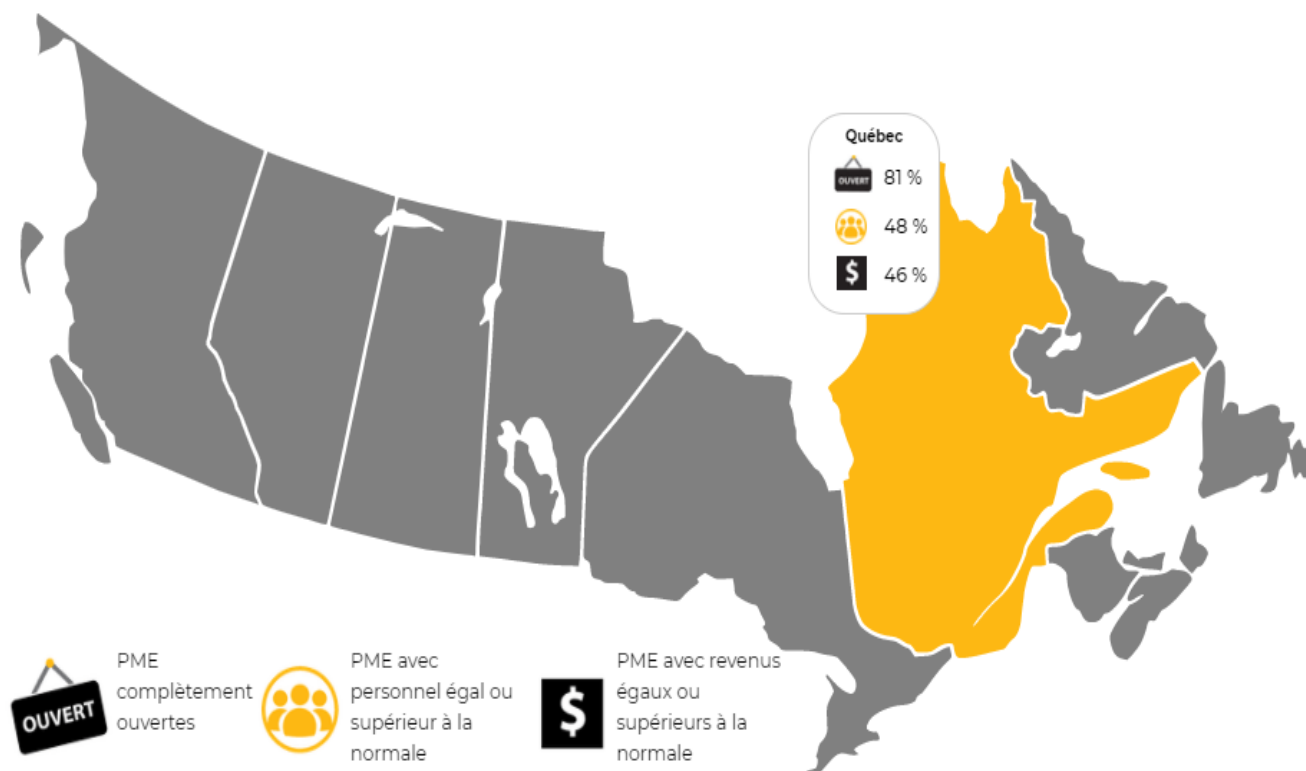 Québec
OUVERT
81 %
48 %
$
46 %
OUVERT
PME
complètement
ouvertes
PME avec
personnel égal ou
supérieur à la
normale
$
PME avec revenus
égaux ou
supérieurs à la
normale